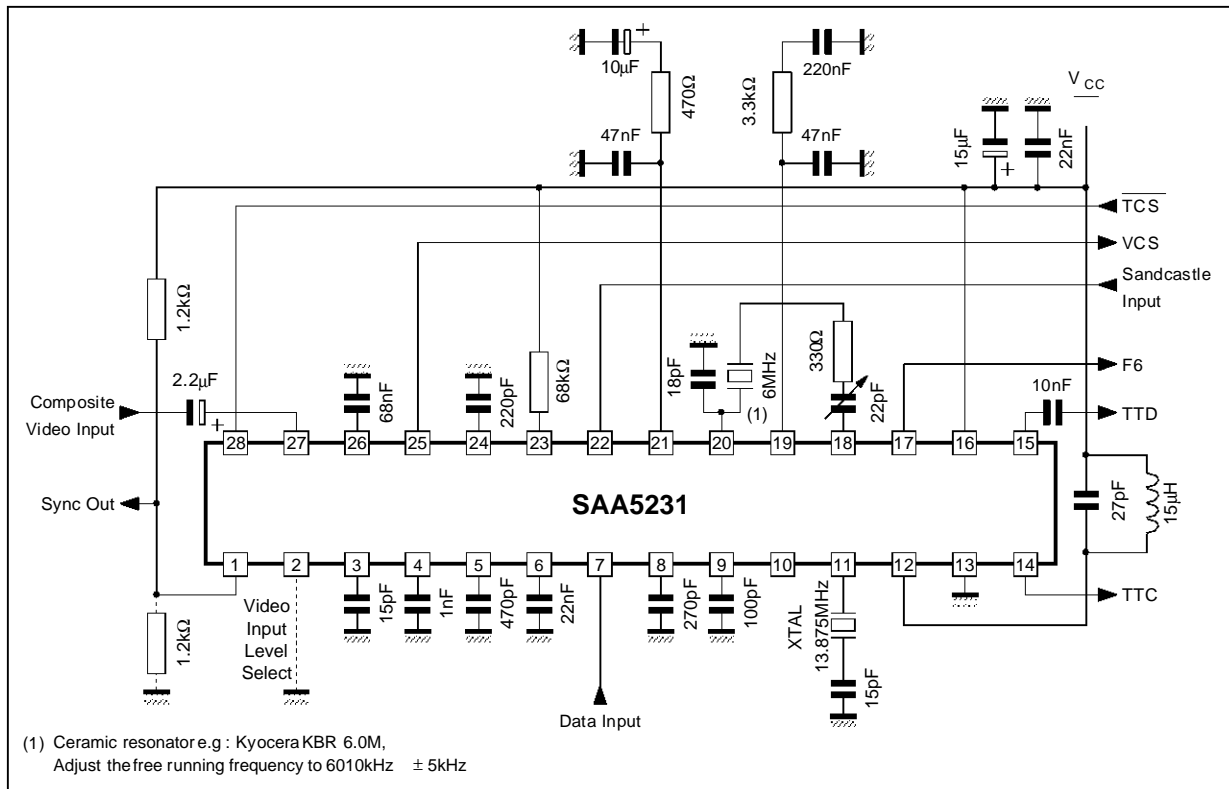 10μF
+
470Ω
47nF
220nF
3.3kΩ
47nF
V CC
15μF
+
22nF
TCS
VCS
Sandcastle
Input
F6
10nF
TTD
1.2kΩ
2.2μF
+
Composite
Video Input
68nF
220pF
68kΩ
18pF
6MHz
(1)
330Ω
22pF
28 27 26 25 24 23 22 21 20 19 18 17 16 15
Sync Out
SAA5231
27pF
15μH
1 2 3 4 5 6 7 8 9 10 11 12 13 14
TTC
1.2kΩ
Video
Input
Level
Select
15pF
1nF
470pF
22nF
270pF
100pF
XTAL
13.875MHz
15pF
Data Input
(1) Ceramic resonator e.g : Kyocera KBR 6.0M,
Adjust the free running frequency to 6010kHz ± 5kHz